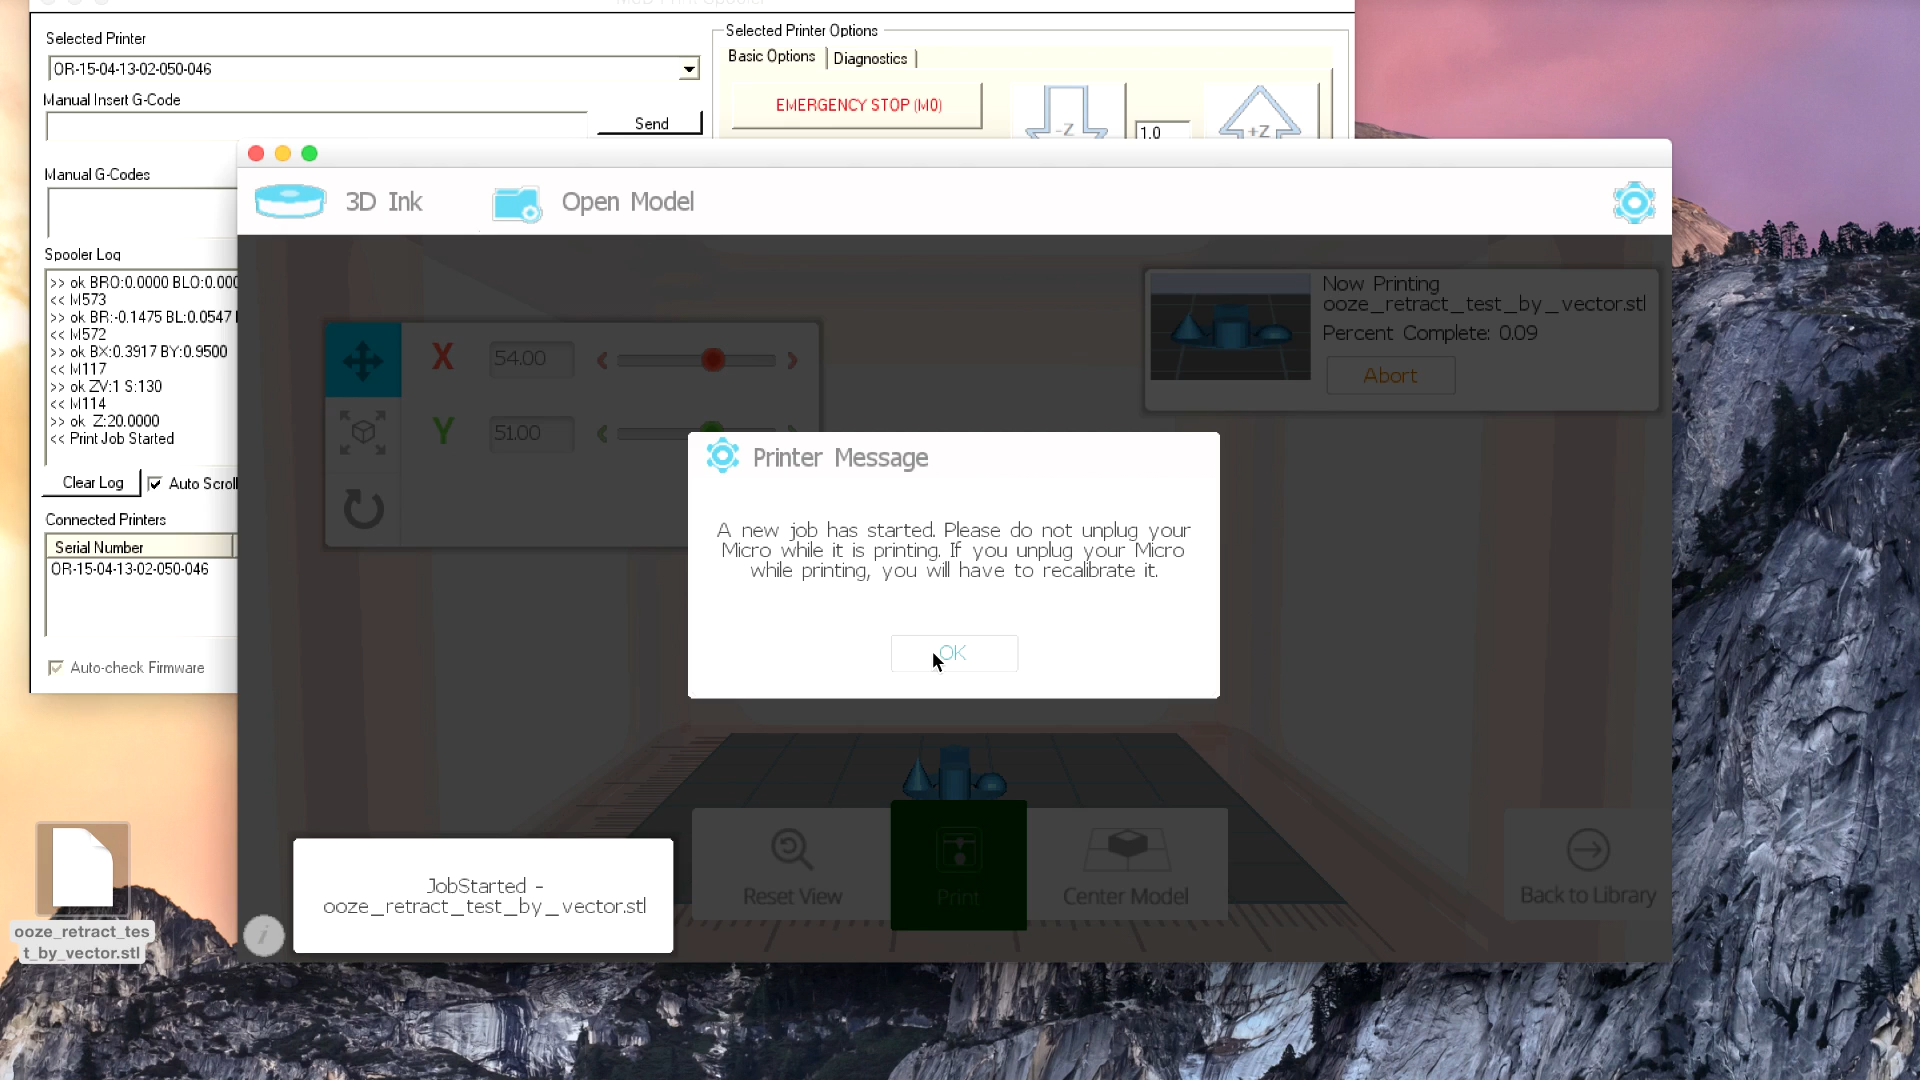 Selected Printer
OR-15-04-13-02-050-046
Manual Insert G-Code
Send
Manual G-Codes
Spooler Log
>> ok BRO:0.0000 BLO:0.000
<< M573
>> ok BR:-0.1475 BL:0.0547
<< M572
>> ok BX:0.3917 BY:0.9500
<< M117
>> ok ZV:1 S:130
<< M114
>> ok Z:20.0000
<< Print Job Started
Clear Log
Auto Scroll
Connected Printers
Serial Number
OR-15-04-13-02-050-046
Auto-check Firmware
Selected Printer Options
Basic Options
Diagnostics
EMERGENCY STOP (M0)
-Z
1.0
+Z
3D Ink
Open Model
X
54.00
Y
51.00
Now Printing
ooze_retract_test_by_vector.stl
Percent Complete: 0.09
Abort
Printer Message
A new job has started. Please do not unplug your
Micro while it is printing. If you unplug your Micro
while printing, you will have to recalibrate it.
OK
JobStarted -
ooze_retract_test_by_vector.stl
Reset View
Print
Center Model
Back to Library
i
ooze_retract_tes
t_by_vector.stl